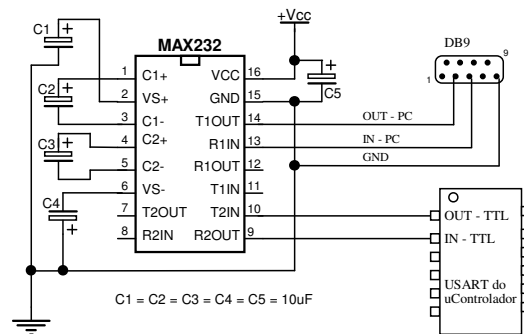 +Vcc
C1
MAX232
DB9
9
1 C1+ VCC 16
C5
1
C2
2 VS+ GND 15
3 C1- T1OUT 14 OUT - PC
4 C2+ R1IN 13 IN - PC
C3
GND
5 C2- R1OUT 12
6 VS- T1IN 11
C4
7 T2OUT T2IN 10 OUT - TTL
8 R2IN R2OUT 9 IN - TTL
USART do
uControlador
C1 = C2 = C3 = C4 = C5 = 10uF